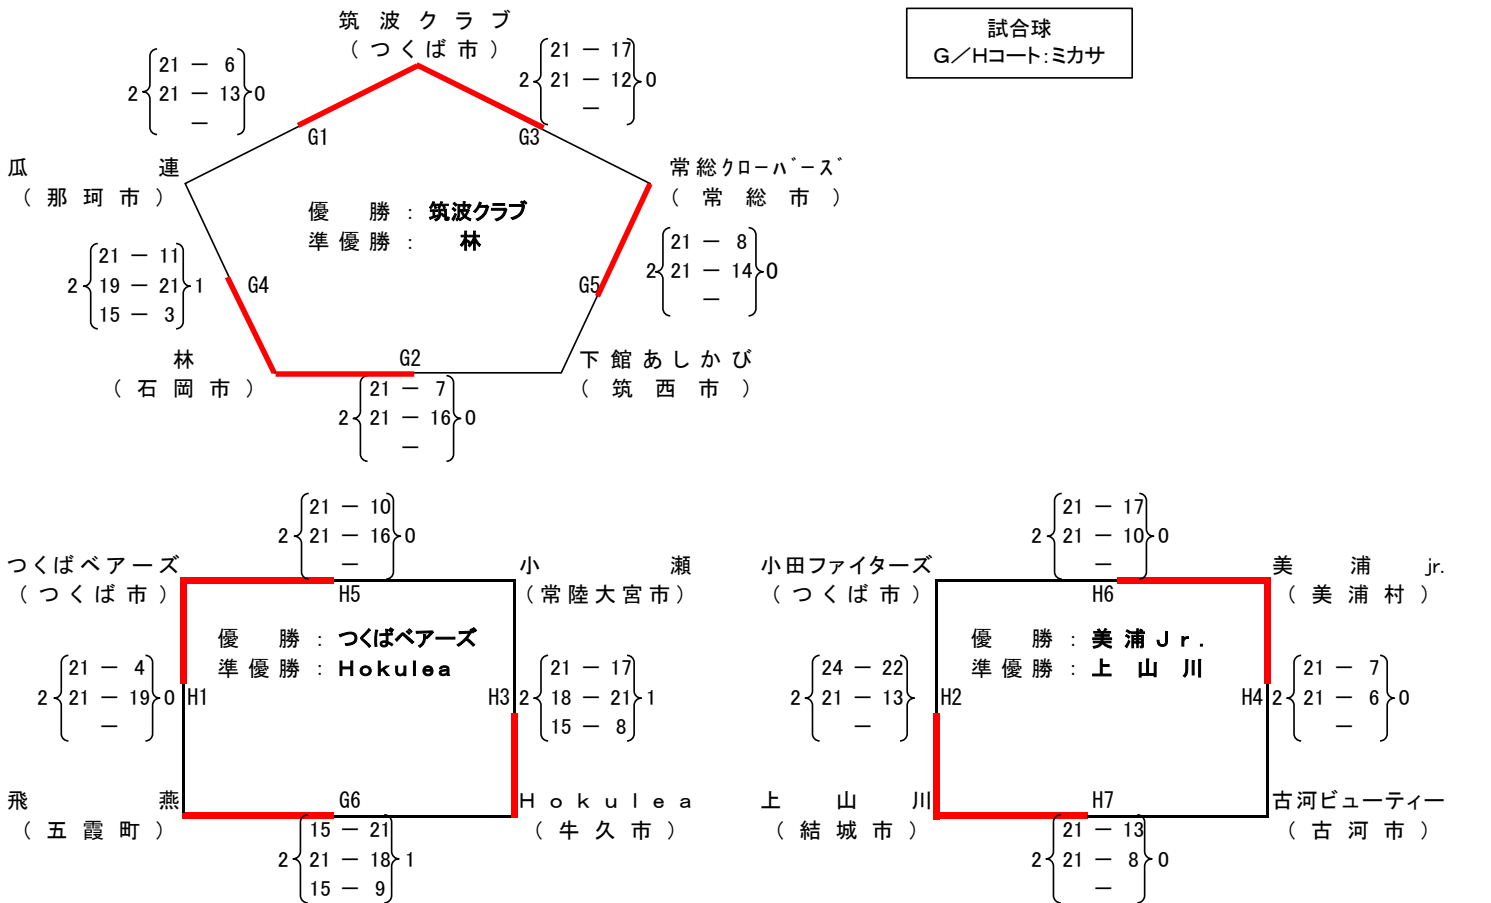 筑波クラブ
（つくば市）
試合球
G／Hコート：ミカサ
21 － 6
2 21 － 13 0
－
21 － 17
2 21 － 12 0
－
G1
G3
瓜連
（那珂市）
常総クローバーズ
（常総市）
優勝：筑波クラブ
準優勝：林
21 － 11
2 19 － 21 1
15 － 3
G4
G5
21 － 8
2 21 － 14 0
－
林
（石岡市）
G2
下館あしかび
（筑西市）
21 － 7
2 21 － 16 0
－
21 － 10
2 21 － 16 0
－
つくばベアーズ
（つくば市）
H5
小瀬
（常陸大宮市）
優勝：つくばベアーズ
準優勝：Hokulea
21 － 4
2 21 － 19 0
－
H1
H3
21 － 17
2 18 － 21 1
15 － 8
飛燕
（五霞町）
G6
Hokulea
（牛久市）
15 － 21
2 21 － 18 1
15 － 9
21 － 17
2 21 － 10 0
－
小田ファイターズ
（つくば市）
H6
美浦jr.
（美浦村）
優勝：美浦Jr.
準優勝：上山川
24 － 22
2 21 － 13 0
－
H2
H4
21 － 7
2 21 － 6 0
－
上山川
（結城市）
H7
古河ビューティー
（古河市）
21 － 13
2 21 － 8 0
－